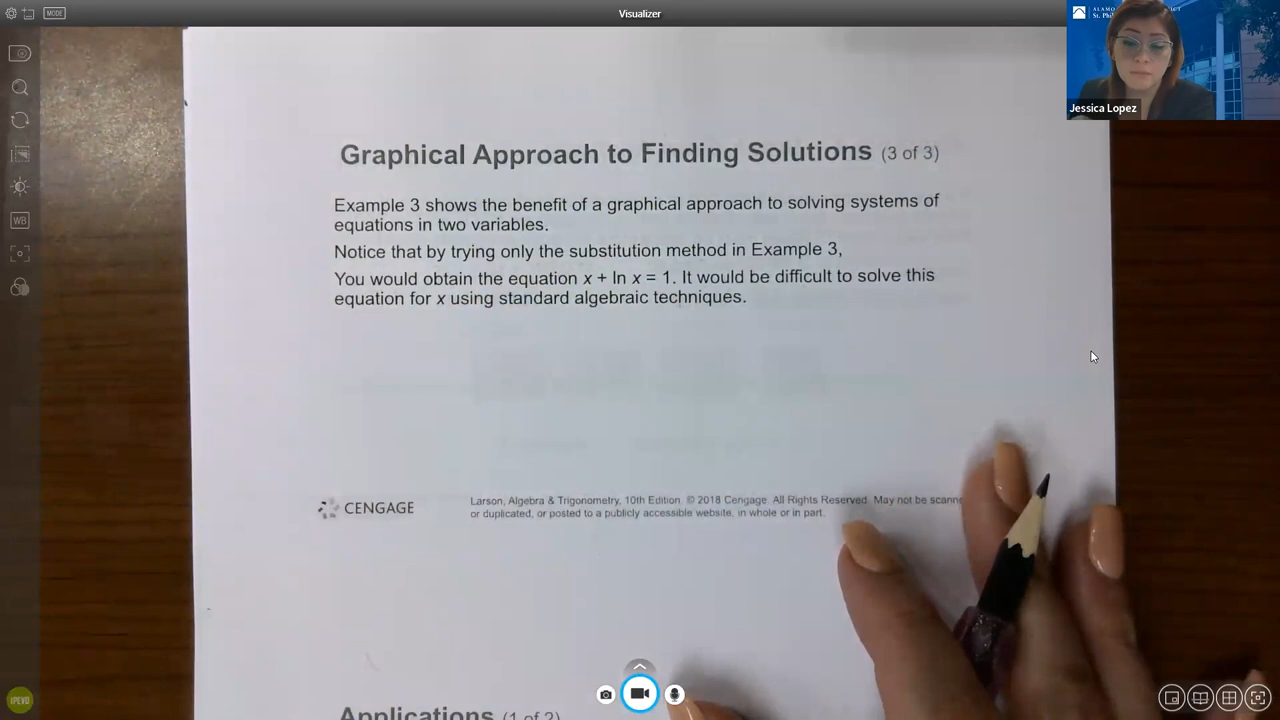 MODE
Visualizer
Jessica Lopez
WB
Graphical Approach to Finding Solutions (3 of 3)
Example 3 shows the benefit of a graphical approach to solving systems of
equations in two variables.
Notice that by trying only the substitution method in Example 3,
You would obtain the equation x + ln x = 1. It would be difficult to solve this
equation for x using standard algebraic techniques.
CENGAGE
Larson, Algebra & Trigonometry, 10th Edition. © 2018 Cengage. All Rights Reserved. May not be scanne
or duplicated, or posted to a publicly accessible website, in whole or in part.
Applications (1 of 2)
IPEVO